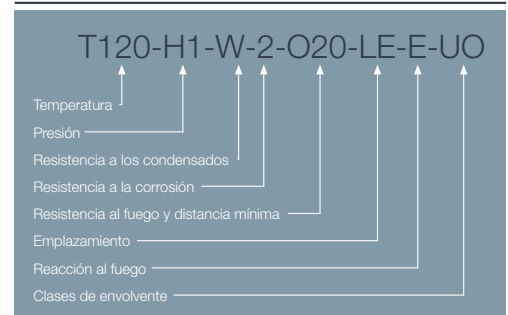 T120-H1-W-2-O20-LE-E-UO
Temperatura
Presión
Resistencia a los condensados
Resistencia a la corrosión
Resistencia al fuego y distancia mínima
Emplazamiento
Reacción al fuego
Clases de envolvente